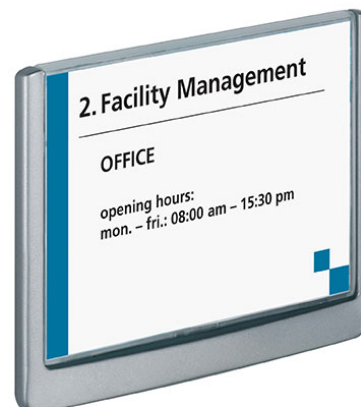 2. Facility Management
OFFICE
opening hours:
mon. – fri.: 08:00 am – 15:30 pm